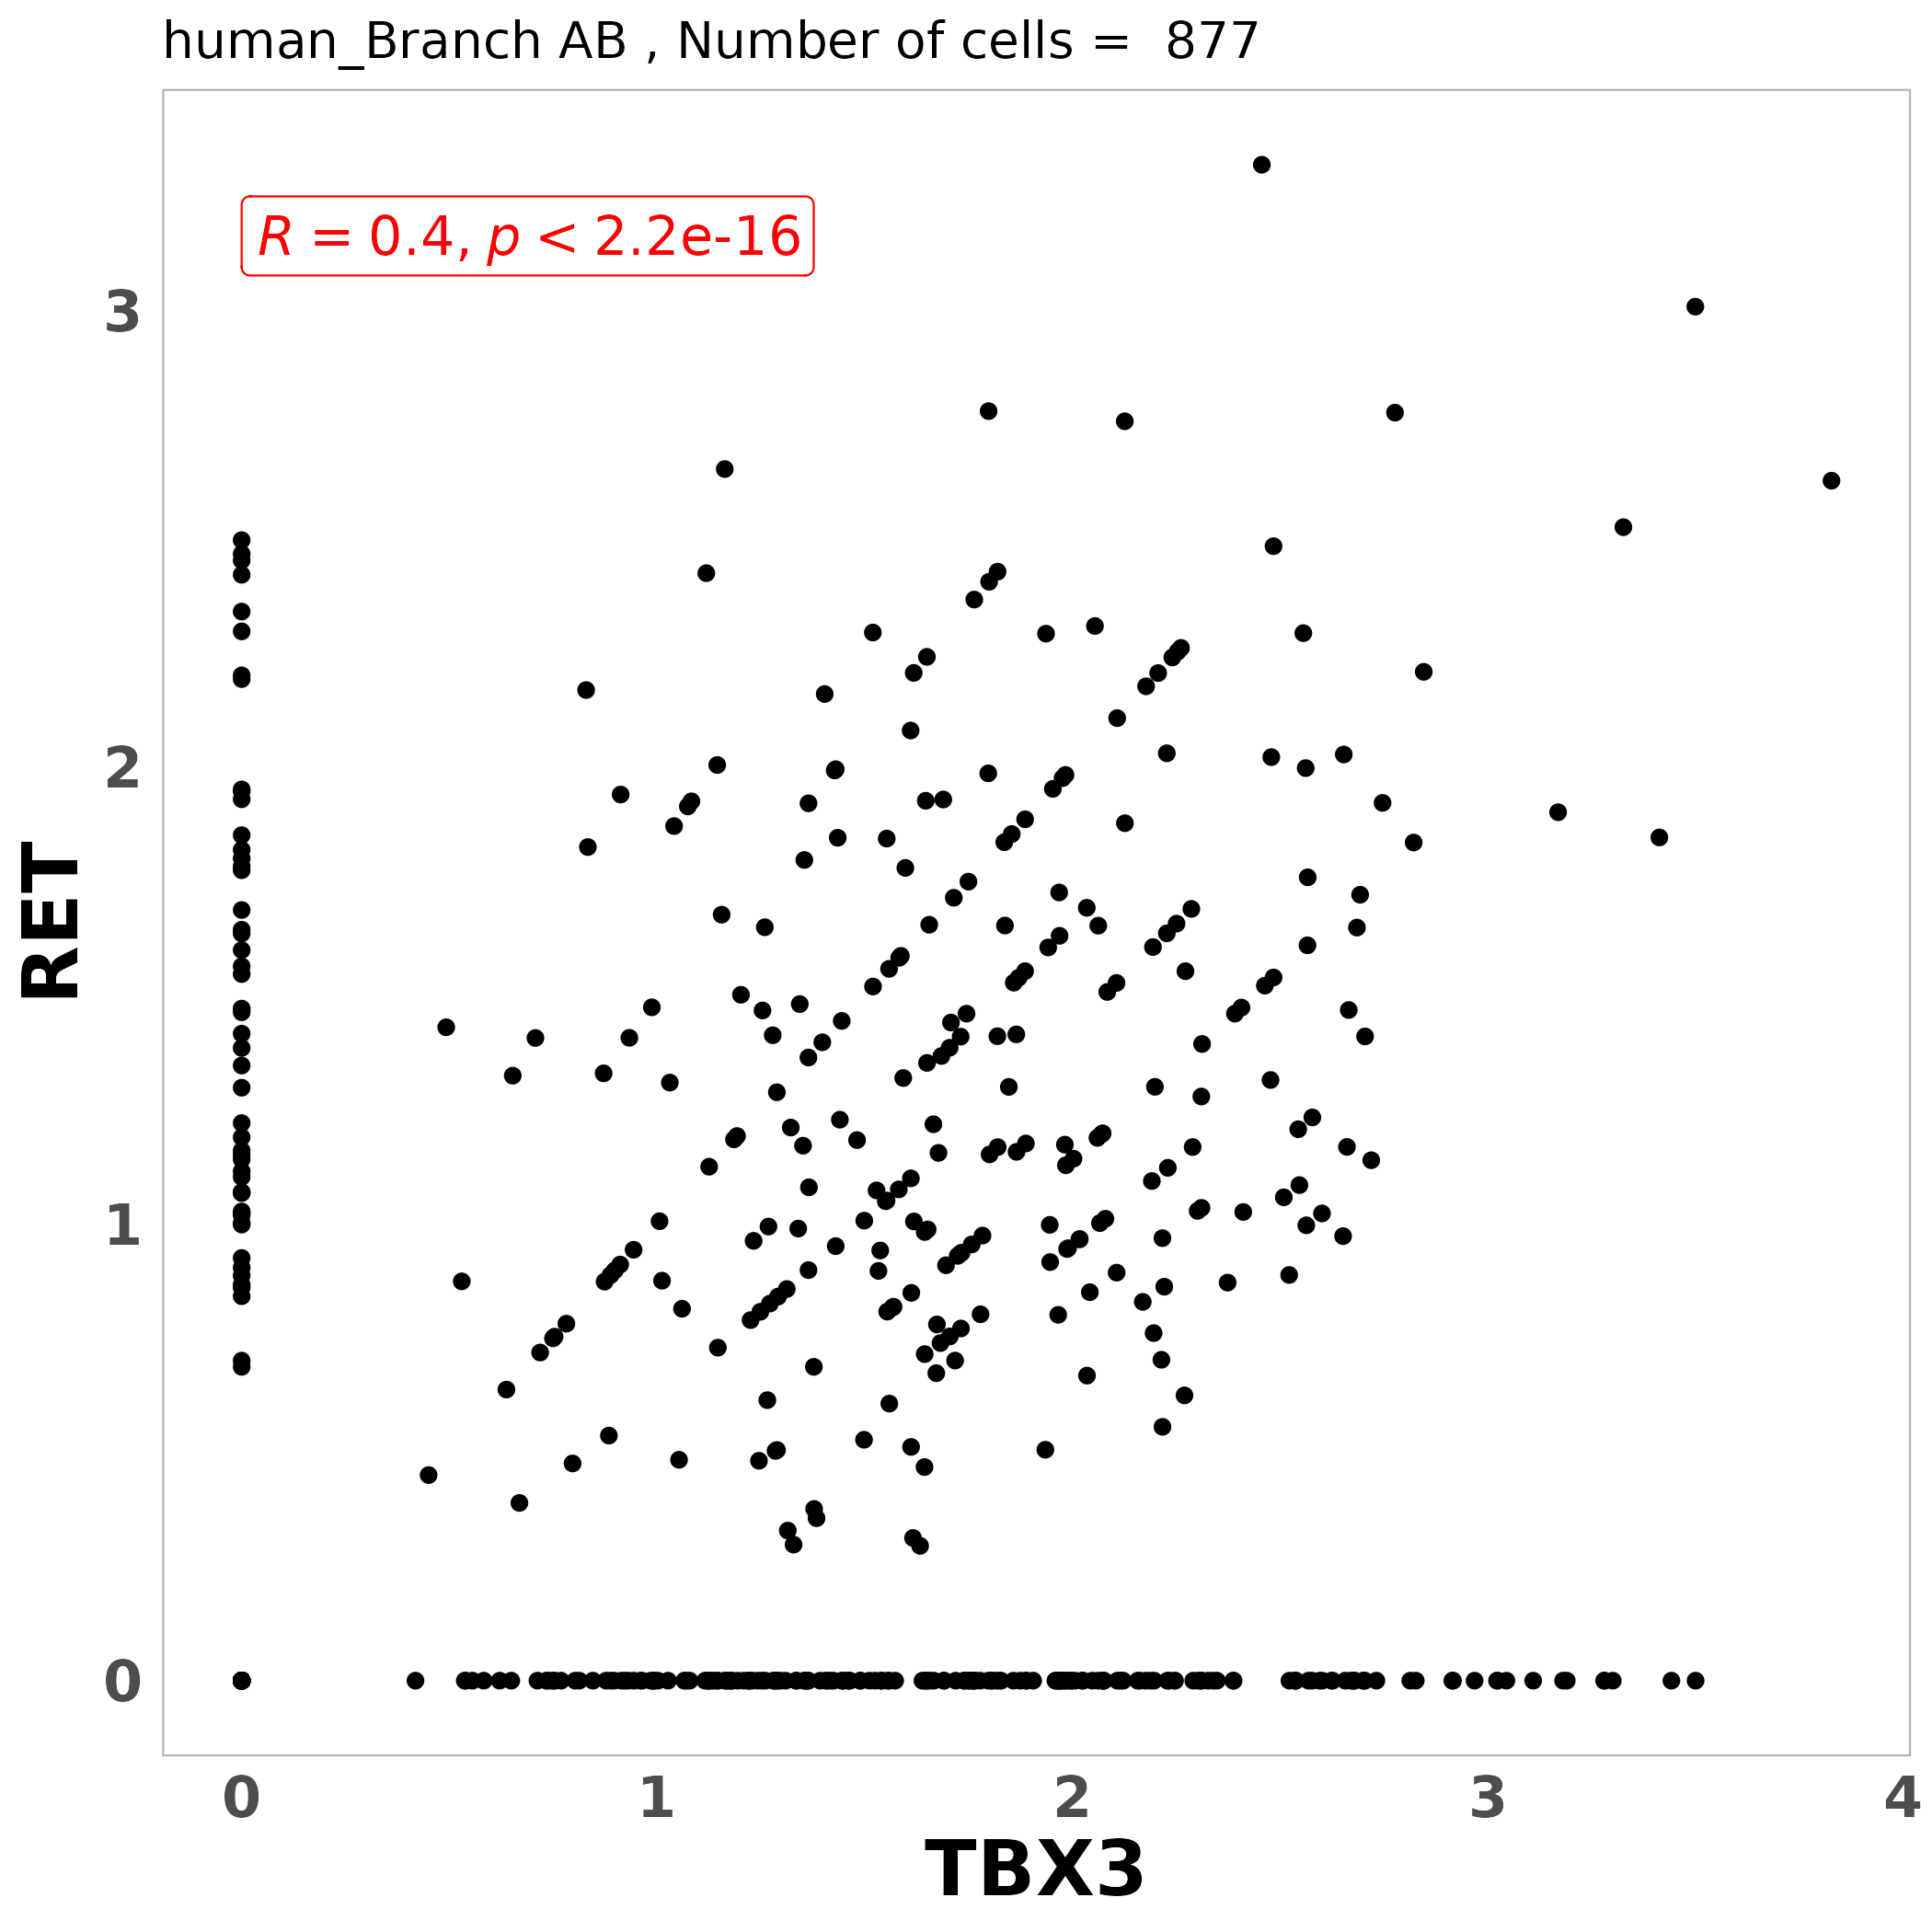 human_Branch AB , Number of cells =  877
R = 0.4, p < 2.2e-16
3
2
1
0
RET
0 1 2 3 4
TBX3